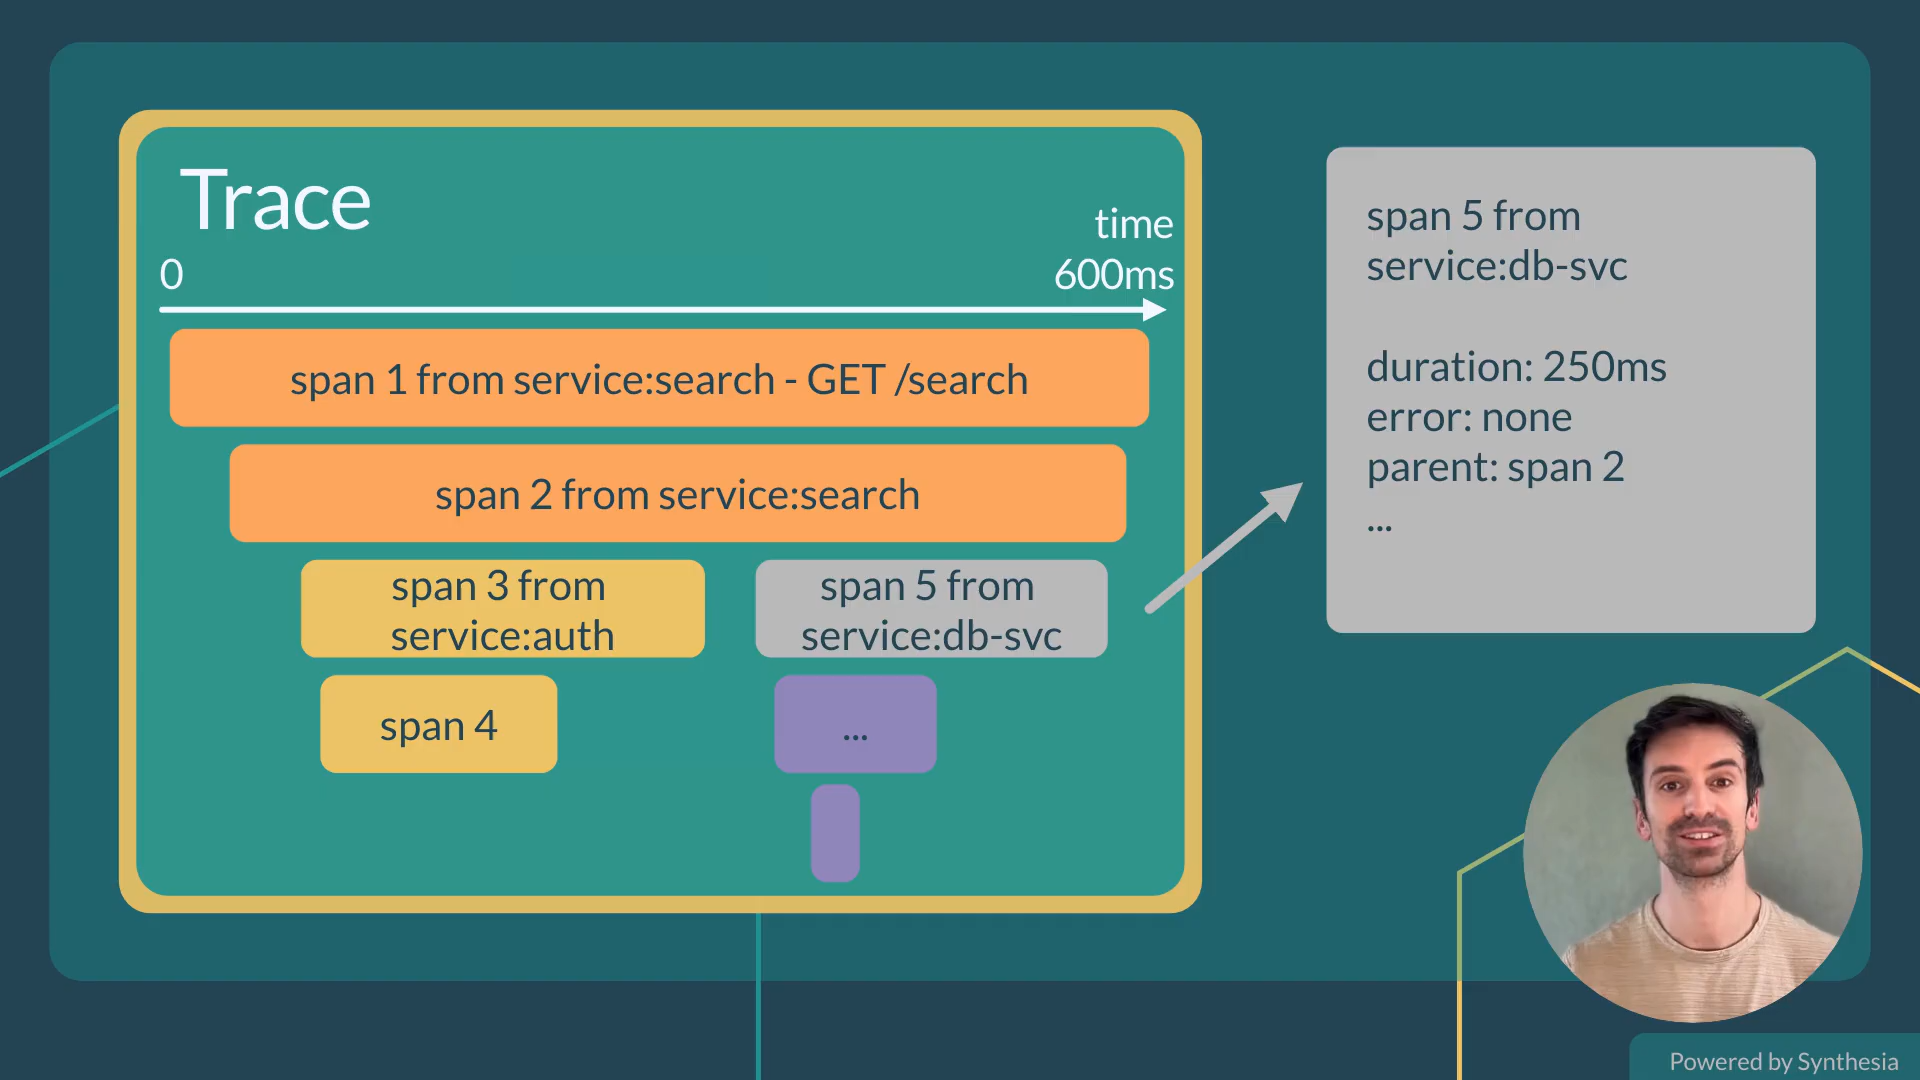 Trace
time
0
600ms
span 1 from service:search - GET /search
span 2 from service:search
span 3 from
service:auth
span 5 from
service:db-svc
span 4
...
span 5 from
service:db-svc
duration: 250ms
error: none
parent: span 2
...
Powered by Synthesia